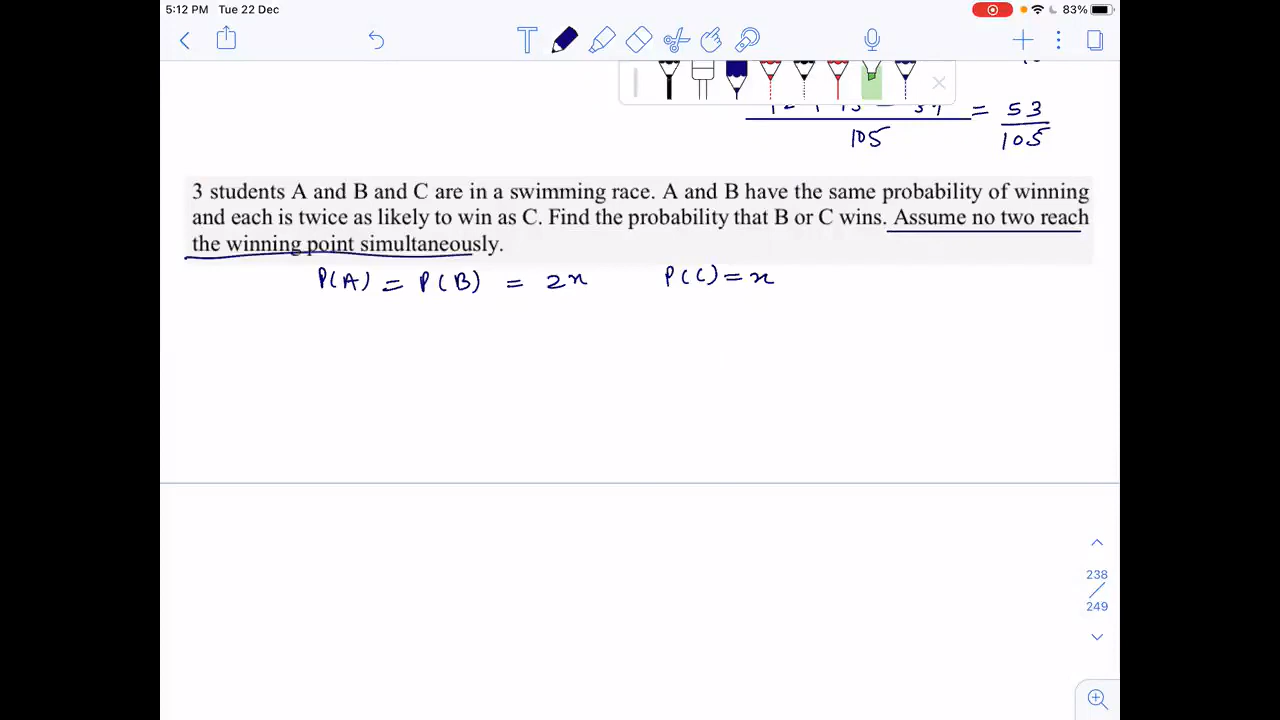 5:12 PM Tue 22 Dec
83%
= 53
105
105
3 students A and B and C are in a swimming race. A and B have the same probability of winning
and each is twice as likely to win as C. Find the probability that B or C wins. Assume no two reach
the winning point simultaneously.
P(A) = P(B) = 2x P(C) = x
238
249